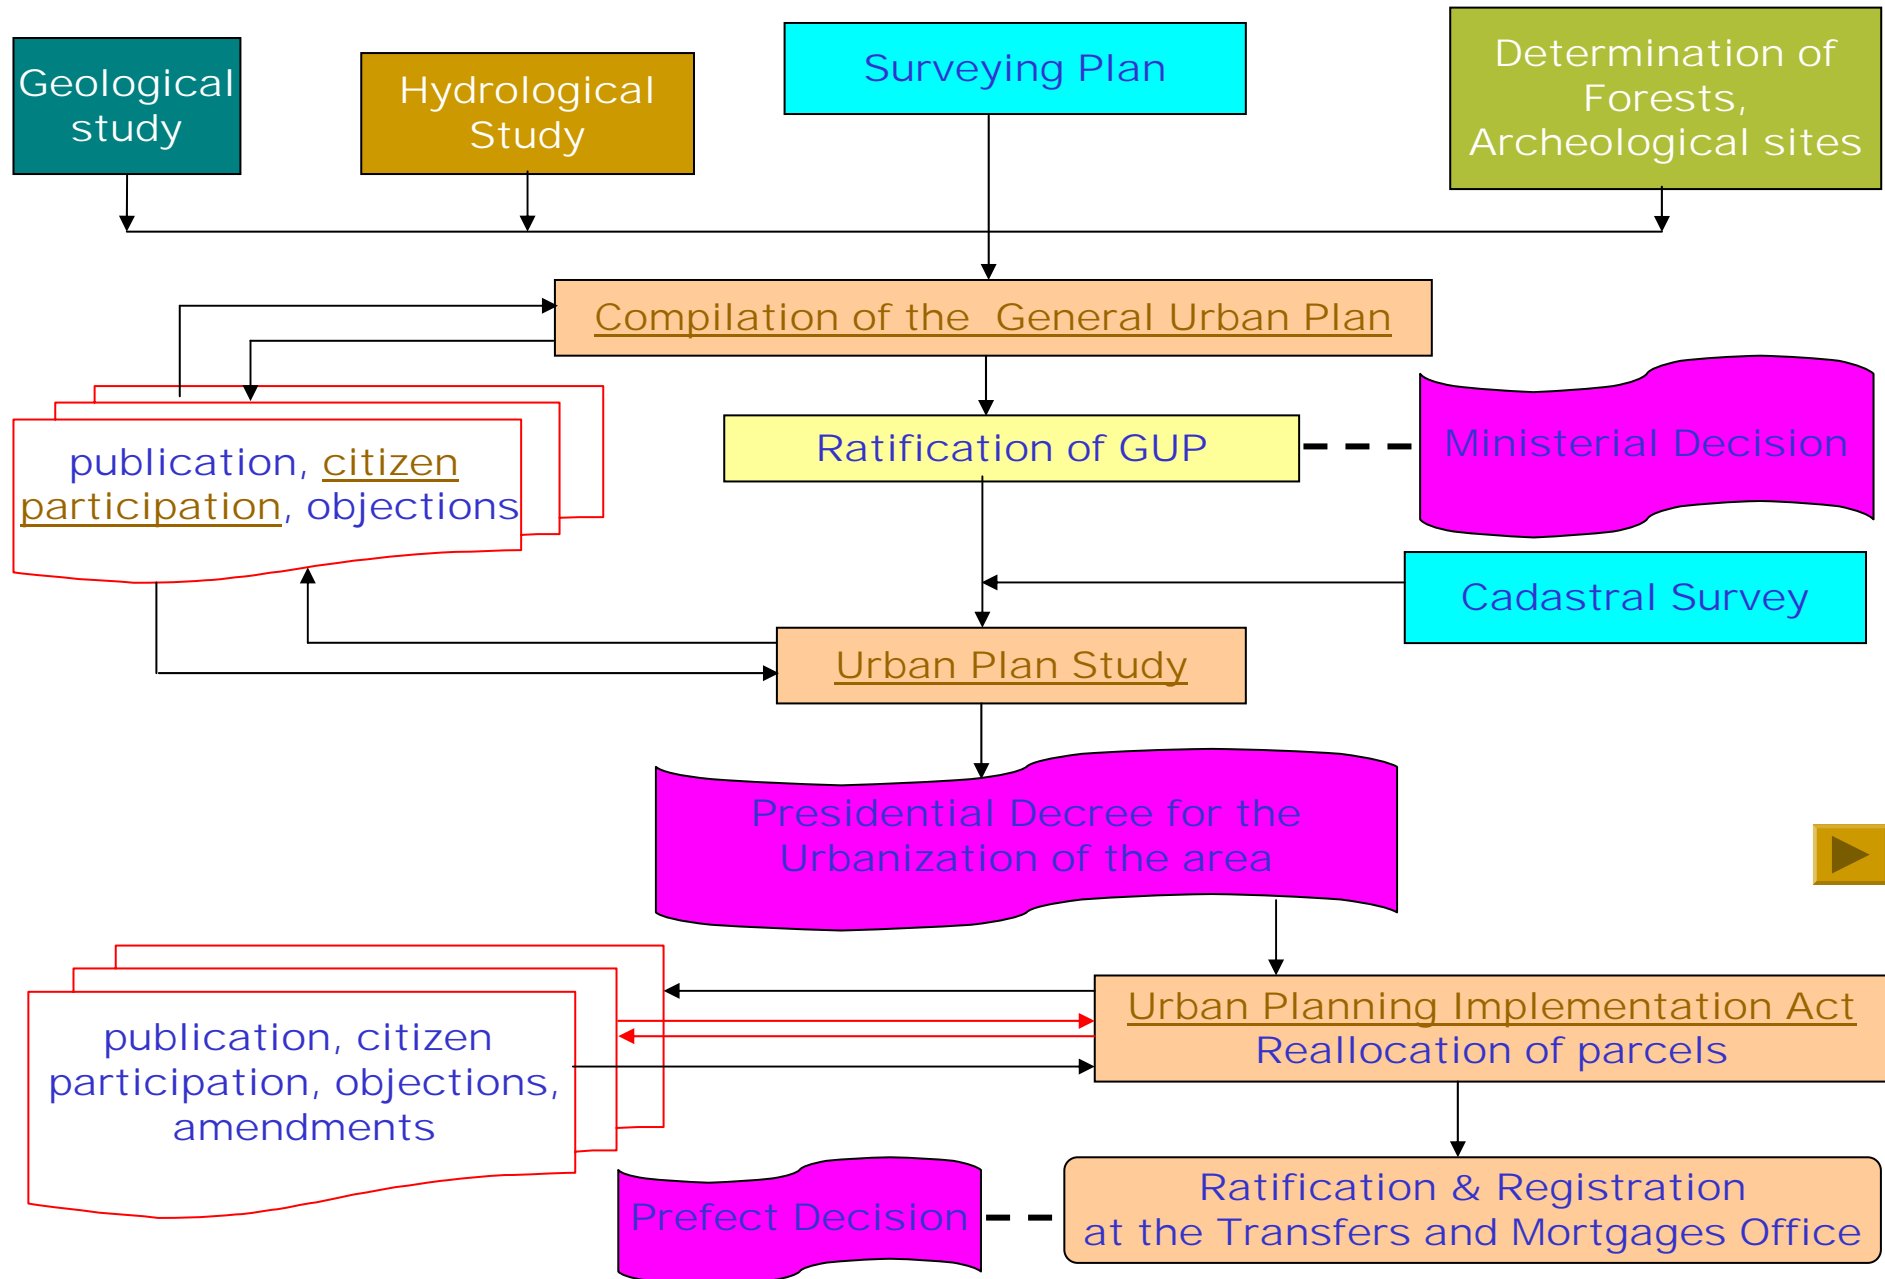 Geological
study
Hydrological
Study
Surveying Plan
Determination of
Forests,
Archeological sites
Compilation of the General Urban Plan
publication, citizen
participation, objections
Ratification of GUP
Ministerial Decision
Cadastral Survey
Urban Plan Study
Presidential Decree for the
Urbanization of the area
publication, citizen
participation, objections,
amendments
Urban Planning Implementation Act
Reallocation of parcels
Prefect Decision
Ratification & Registration
at the Transfers and Mortgages Office